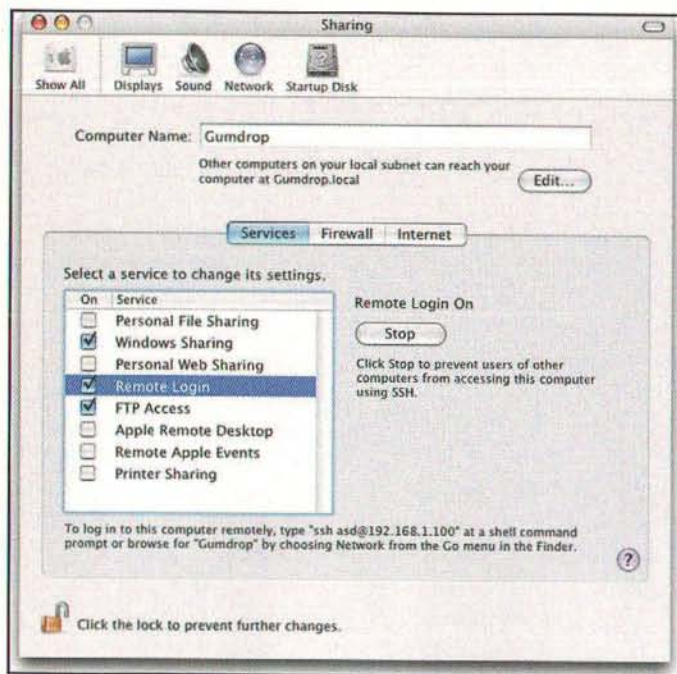 Sharing
Show All Displays Sound Network Startup Disk
Computer Name: Gumdrop
Other computers on your local subnet can reach your
computer at Gumdrop.local
Edit...
Services Firewall Internet
Select a service to change its settings.
On Service
Personal File Sharing
Windows Sharing
Personal Web Sharing
Remote Login
FTP Access
Apple Remote Desktop
Remote Apple Events
Printer Sharing
Remote Login On
Stop
Click Stop to prevent users of other
computers from accessing this computer
using SSH.
To log in to this computer remotely, type "ssh asd@192.168.1.100" at a shell command
prompt or browse for "Gumdrop" by choosing Network from the Go menu in the Finder.
?
Click the lock to prevent further changes.